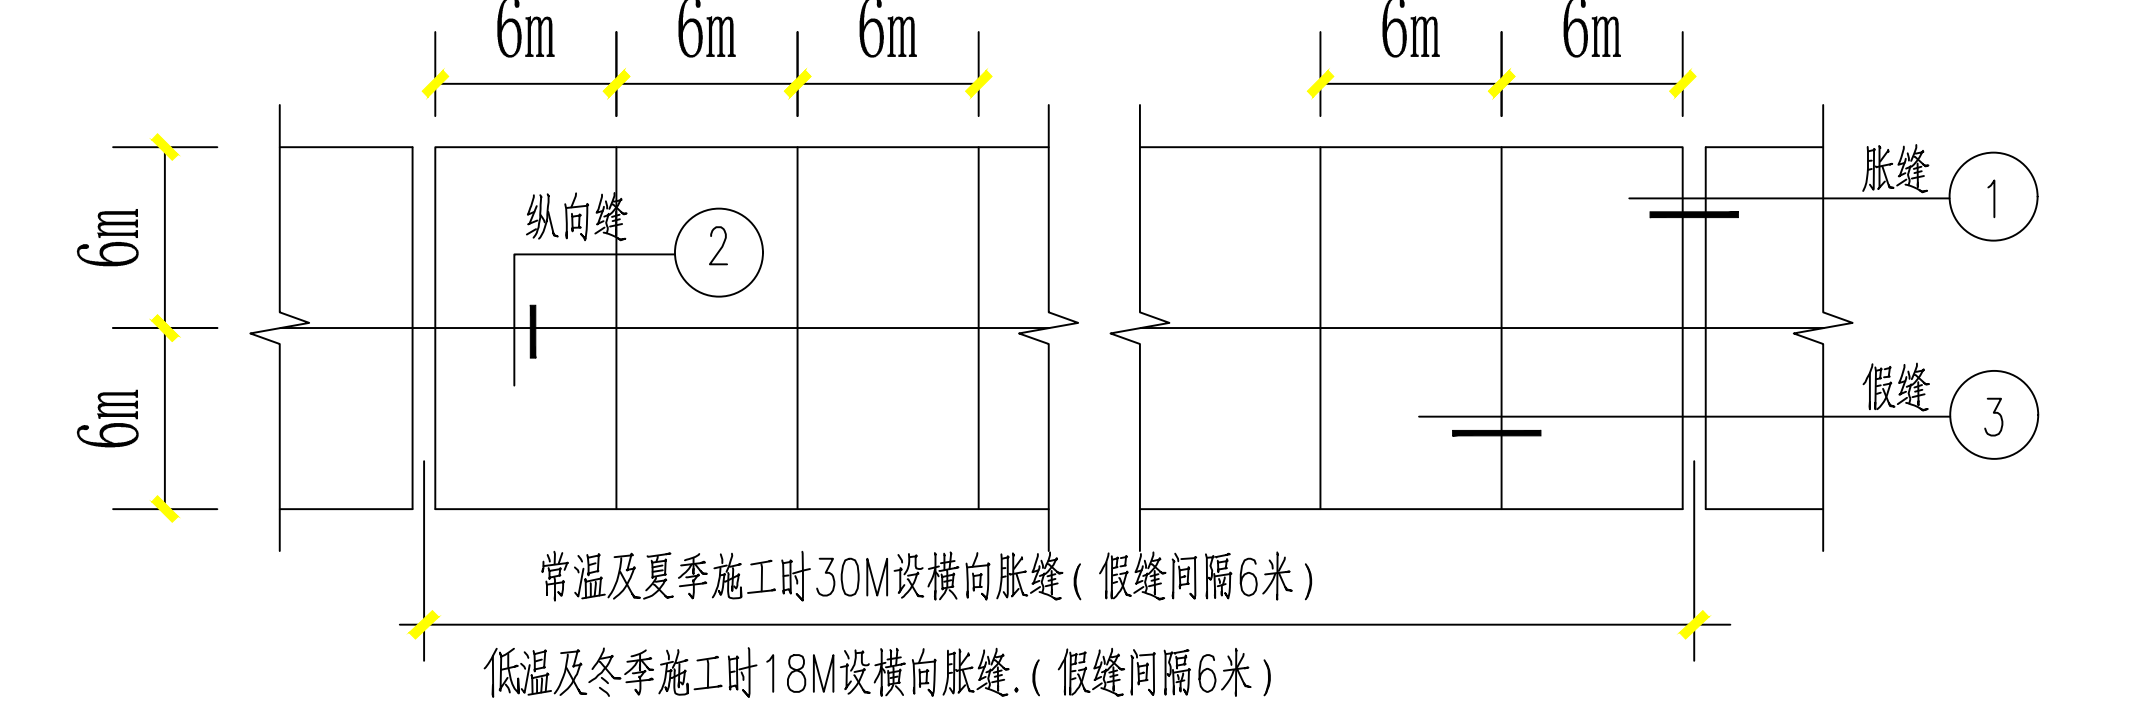 6m 6m 6m 6m 6m
胀缝 1
纵向缝 2
6m
假缝 3
6m
常温及夏季施工时30M设横向胀缝(假缝间隔6米)
低温及冬季施工时18M设横向胀缝.(假缝间隔6米)